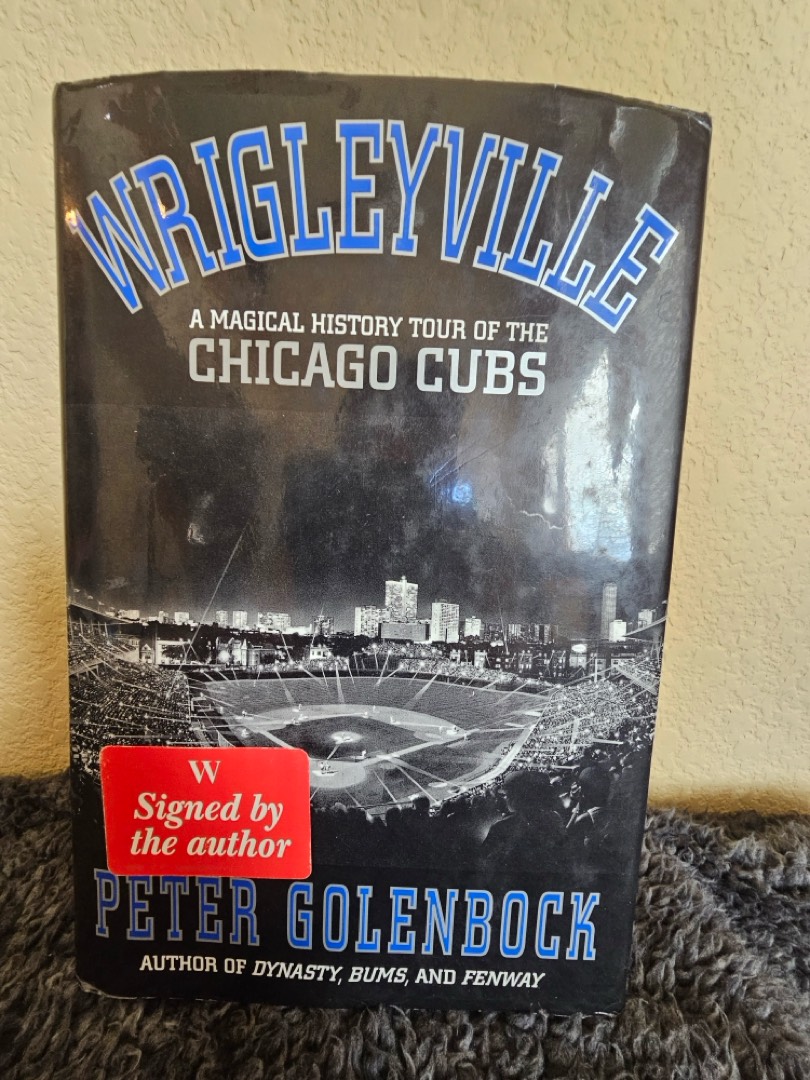 WRIGLEYVILLE
A MAGICAL HISTORY TOUR OF THE
CHICAGO CUBS
W
Signed by
the author
PETER GOLENBOCK
AUTHOR OF DYNASTY, BUMS, AND FENWAY